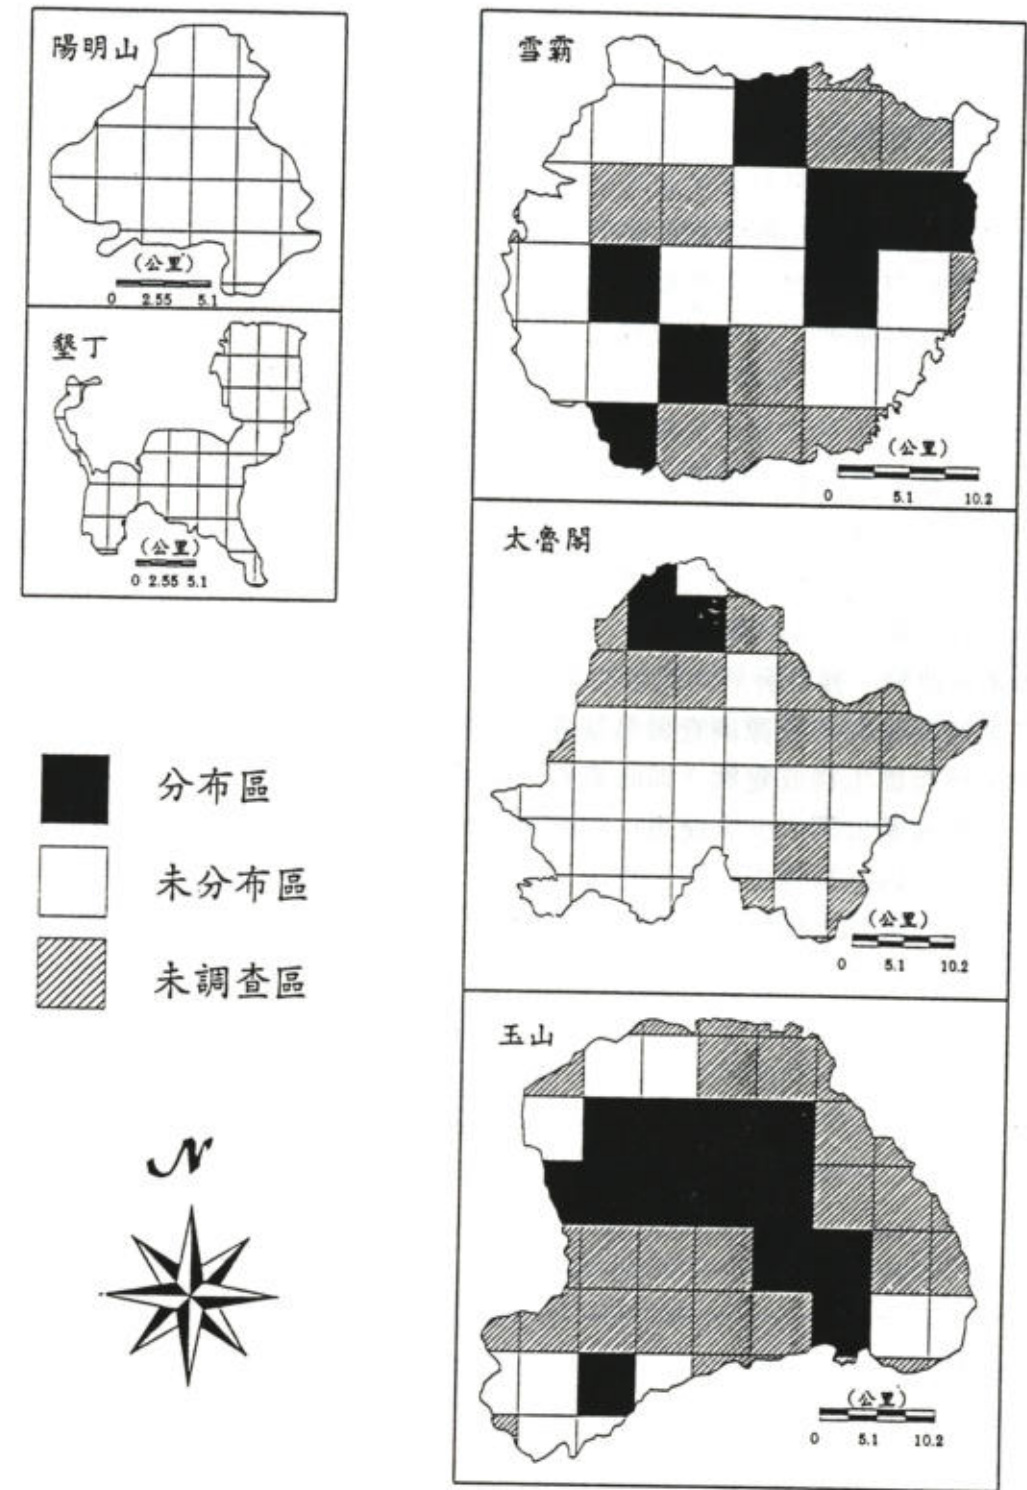 陽明山
(公里)
0 2.55 5.1
墾丁
(公里)
0 2.55 5.1
雪霸
(公里)
0 5.1 10.2
太魯閣
(公里)
0 5.1 10.2
玉山
(公里)
0 5.1 10.2
分布區
未分布區
未調查區
N